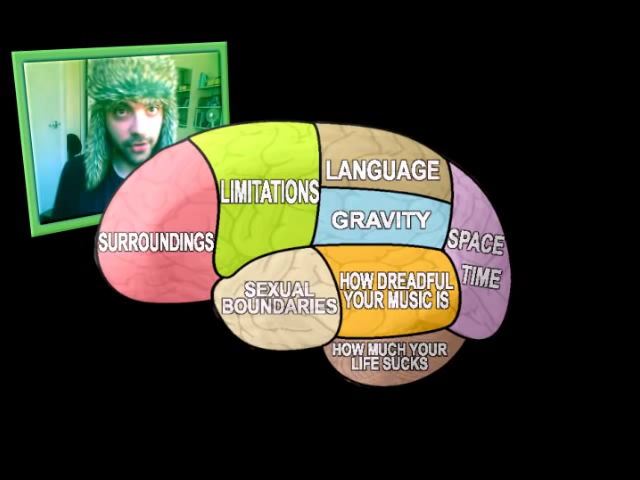 SURROUNDINGS
LIMITATIONS
LANGUAGE
GRAVITY
SPACE
TIME
SEXUAL
BOUNDARIES
HOW DREADFUL
YOUR MUSIC IS
HOW MUCH YOUR
LIFE SUCKS